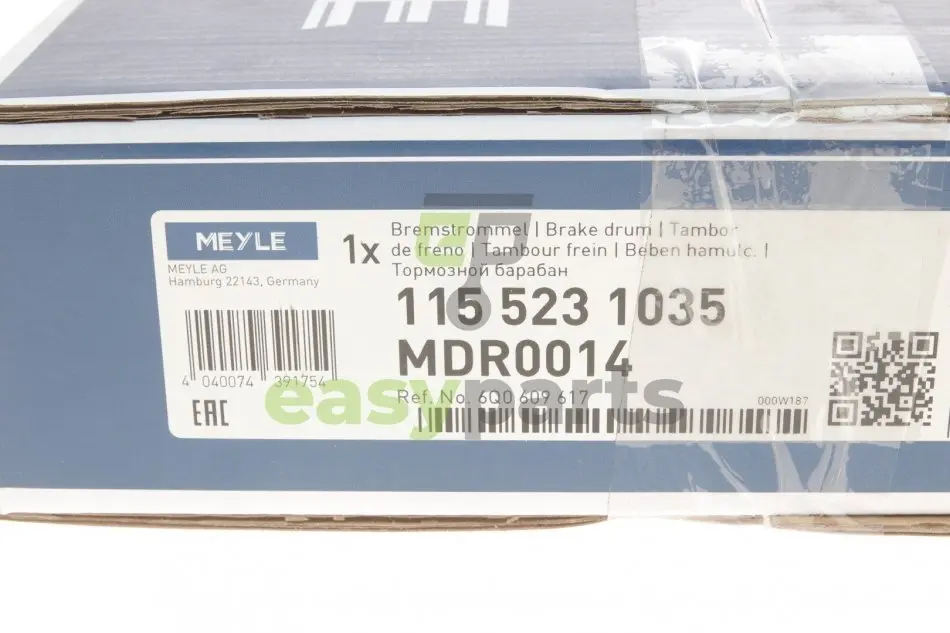 MEYLE
MEYLE AG
Hamburg 22143, Germany
1x
Bremstrommel | Brake drum | Tambor
de freno | Tambour frein | Bęben hamulc. |
Тормозной барабан
115 523 1035
MDR0014
4 040074 391754
Ref. No. 6Q0 609 617
000W187
EAC
easyparts